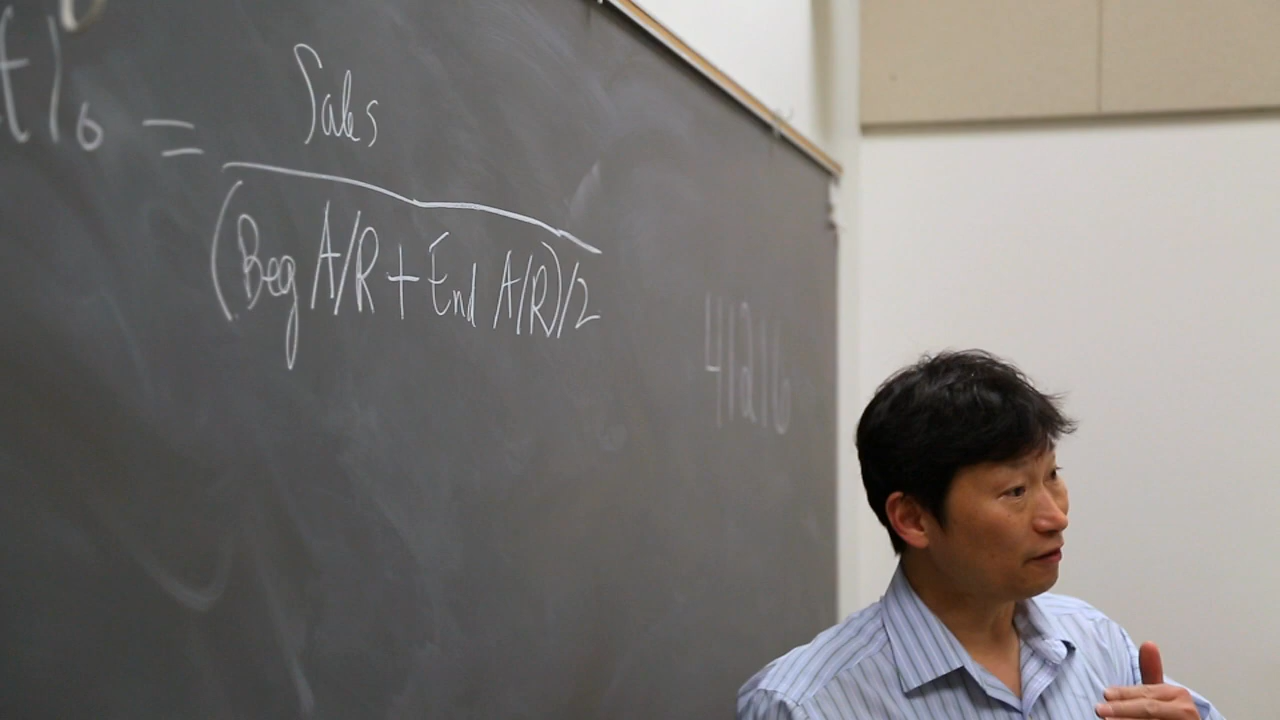 = Sales
(Beg A/R + End A/R)/2
41216